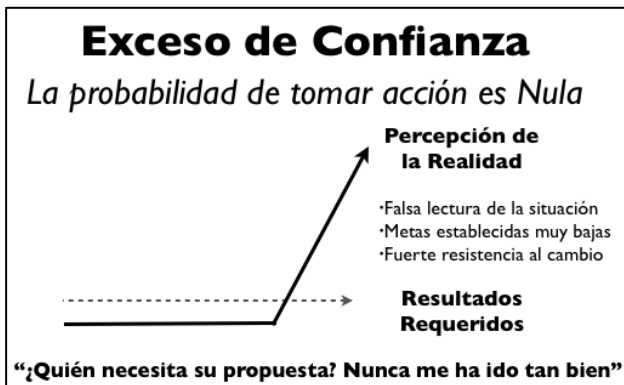 Exceso de Confianza
La probabilidad de tomar acción es Nula
Percepción de
la Realidad
·Falsa lectura de la situación
·Metas establecidas muy bajas
·Fuerte resistencia al cambio
Resultados
Requeridos
“¿Quién necesita su propuesta? Nunca me ha ido tan bien”